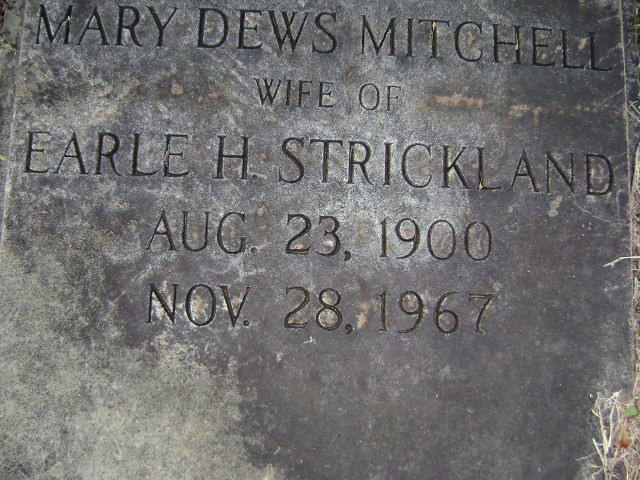 MARY DEWS MITCHELL
WIFE OF
EARLE H. STRICKLAND
AUG. 23, 1900
NOV. 28, 1967